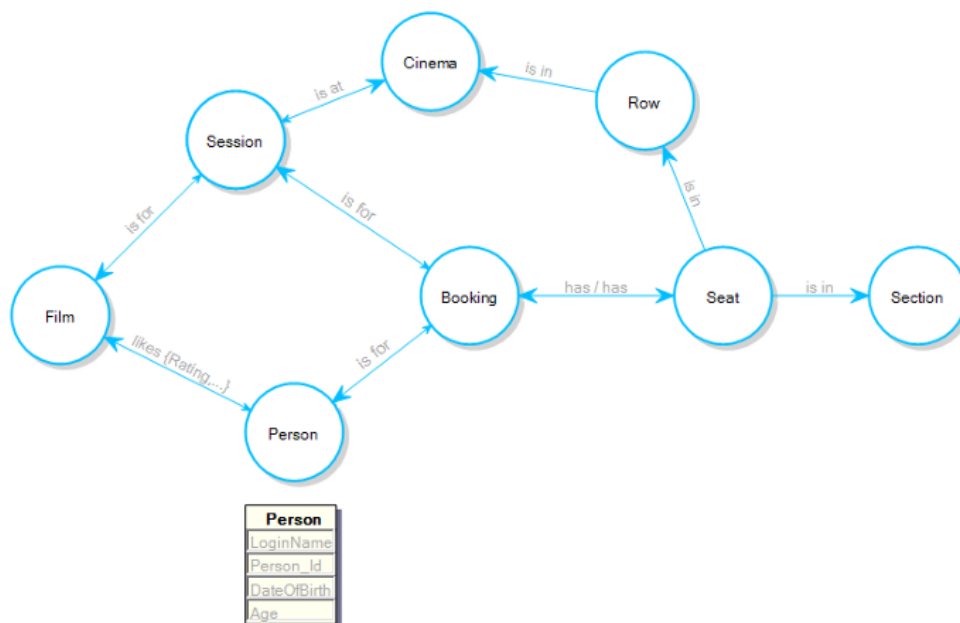 Cinema
is in
Row
is at
Session
is in
is for
is for
Booking
has / has
Seat
is in
Section
Film
likes {Rating,...}
is for
Person
Person
LoginName
Person_Id
DateOfBirth
Age